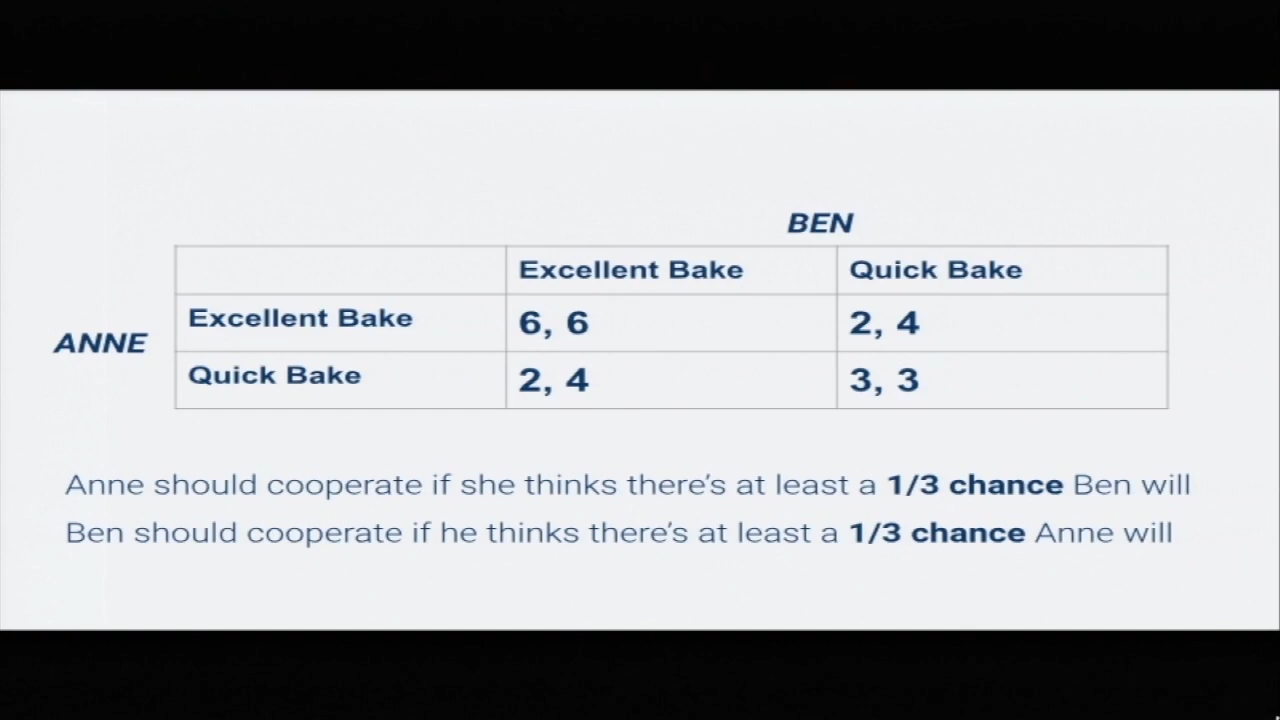 BEN
Excellent Bake Quick Bake
Excellent Bake 6, 6 2, 4
ANNE
Quick Bake 2, 4 3, 3
Anne should cooperate if she thinks there's at least a 1/3 chance Ben will
Ben should cooperate if he thinks there's at least a 1/3 chance Anne will